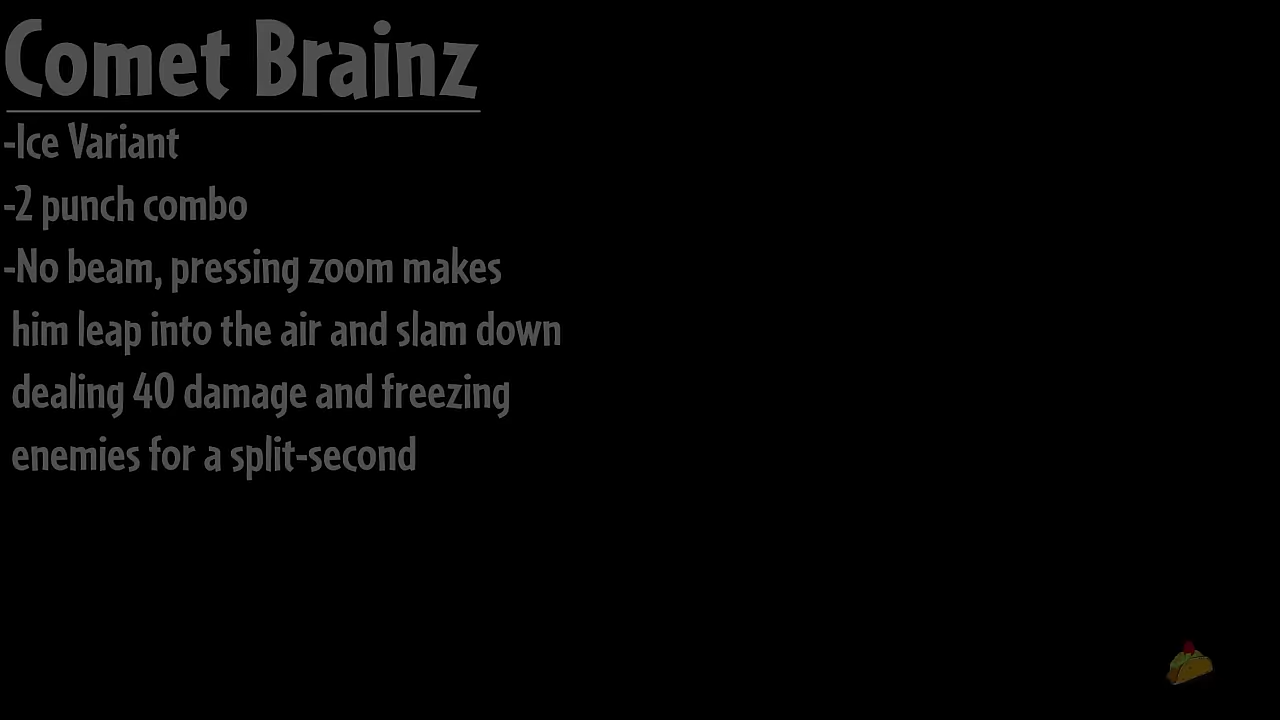 Comet Brainz
-Ice Variant
-2 punch combo
-No beam, pressing zoom makes
him leap into the air and slam down
dealing 40 damage and freezing
enemies for a split-second